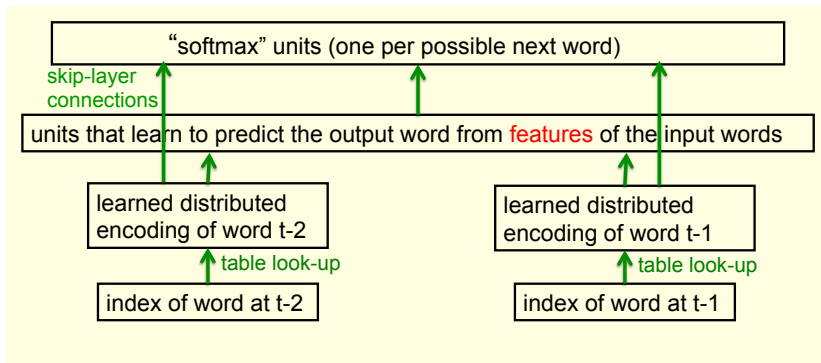 “softmax” units (one per possible next word)
skip-layer
connections
units that learn to predict the output word from features of the input words
learned distributed
encoding of word t-2
learned distributed
encoding of word t-1
table look-up
table look-up
index of word at t-2
index of word at t-1